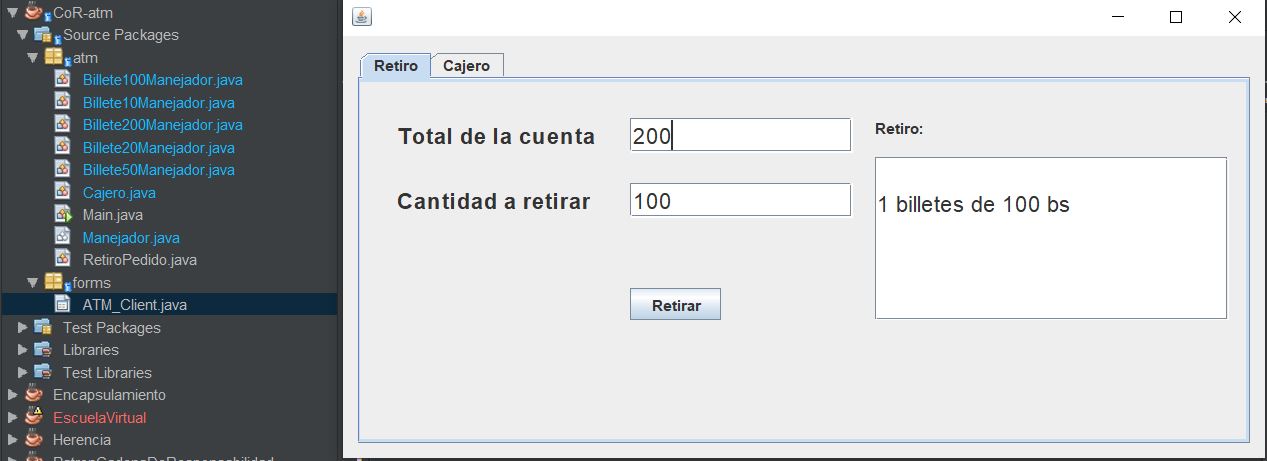 CoR-atm
Source Packages
atm
Billete100Manejador.java
Billete10Manejador.java
Billete200Manejador.java
Billete20Manejador.java
Billete50Manejador.java
Cajero.java
Main.java
Manejador.java
RetiroPedido.java
forms
ATM_Client.java
Test Packages
Libraries
Test Libraries
Encapsulamiento
EscuelaVirtual
Herencia
PatronCadenaDeResponsabilidad
Retiro Cajero
Total de la cuenta 200
Cantidad a retirar 100
Retirar
Retiro:
1 billetes de 100 bs